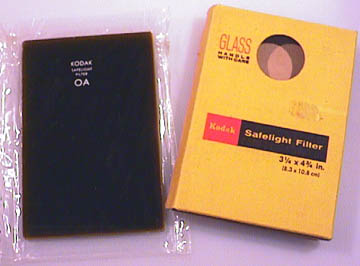 KODAK
SAFELIGHT
FILTER
OA
GLASS
HANDLE
WITH CARE
Kodak Safelight Filter
3¼ x 4¾ in.
(8.3 x 10.8 cm)